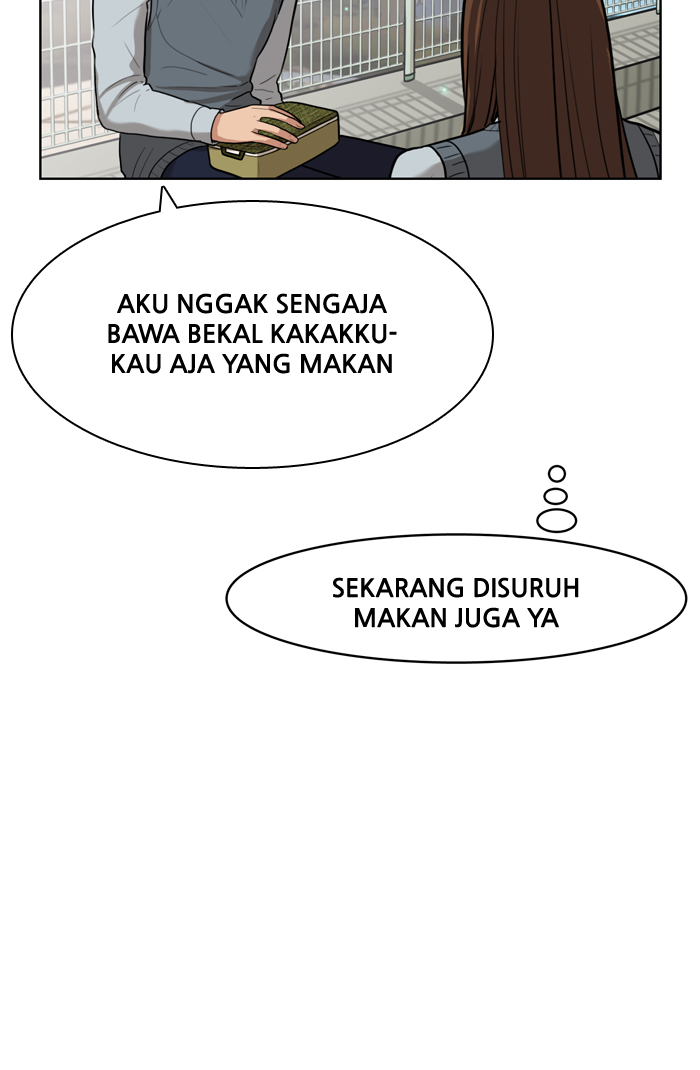 AKU NGGAK SENGAJA
BAWA BEKAL KAKAKKU-
KAU AJA YANG MAKAN
SEKARANG DISURUH
MAKAN JUGA YA